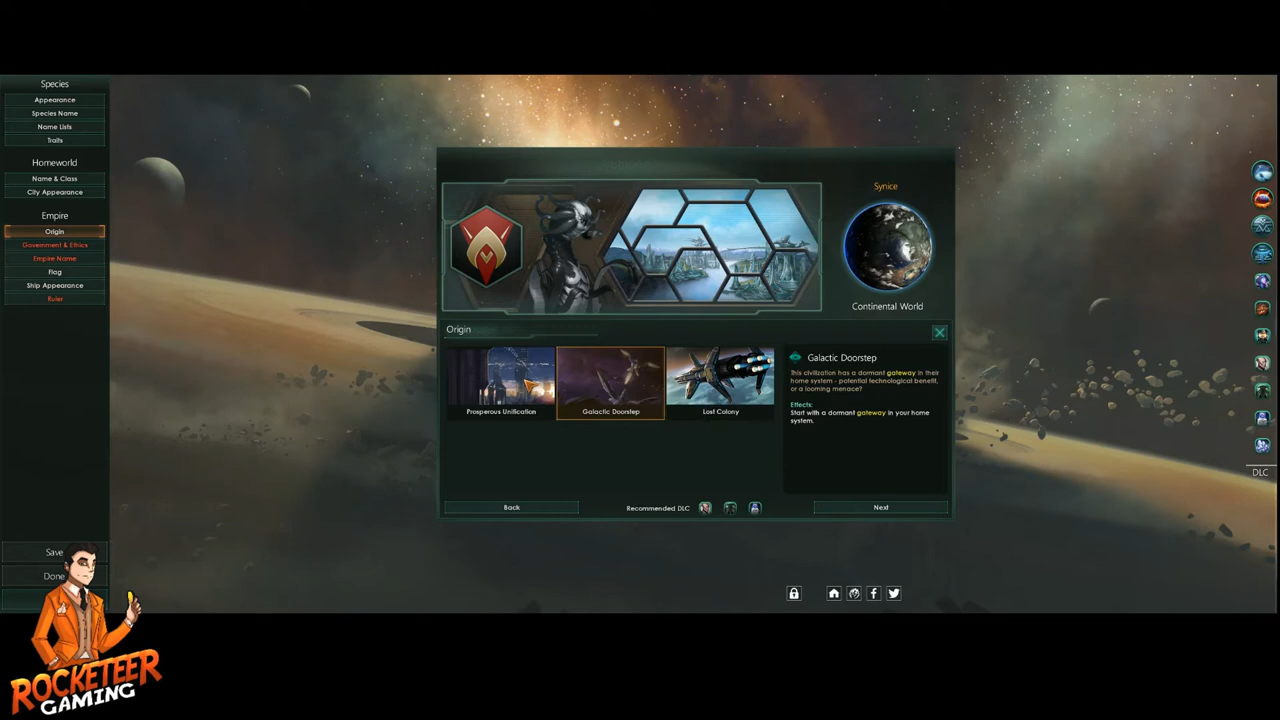 Species
Appearance
Species Name
Name Lists
Traits
Homeworld
Name & Class
City Appearance
Empire
Origin
Government & Ethics
Empire Name
Flag
Ship Appearance
Ruler
Save
Done
ROCKETEER
GAMING
Synice
Continental World
Origin
Prosperous Unification
Galactic Doorstep
Lost Colony
Galactic Doorstep
This civilization has a dormant gateway in their
home system - potential technological benefit,
or a looming menace?
Effects:
Start with a dormant gateway in your home
system.
Back
Recommended DLC
Next
DLC